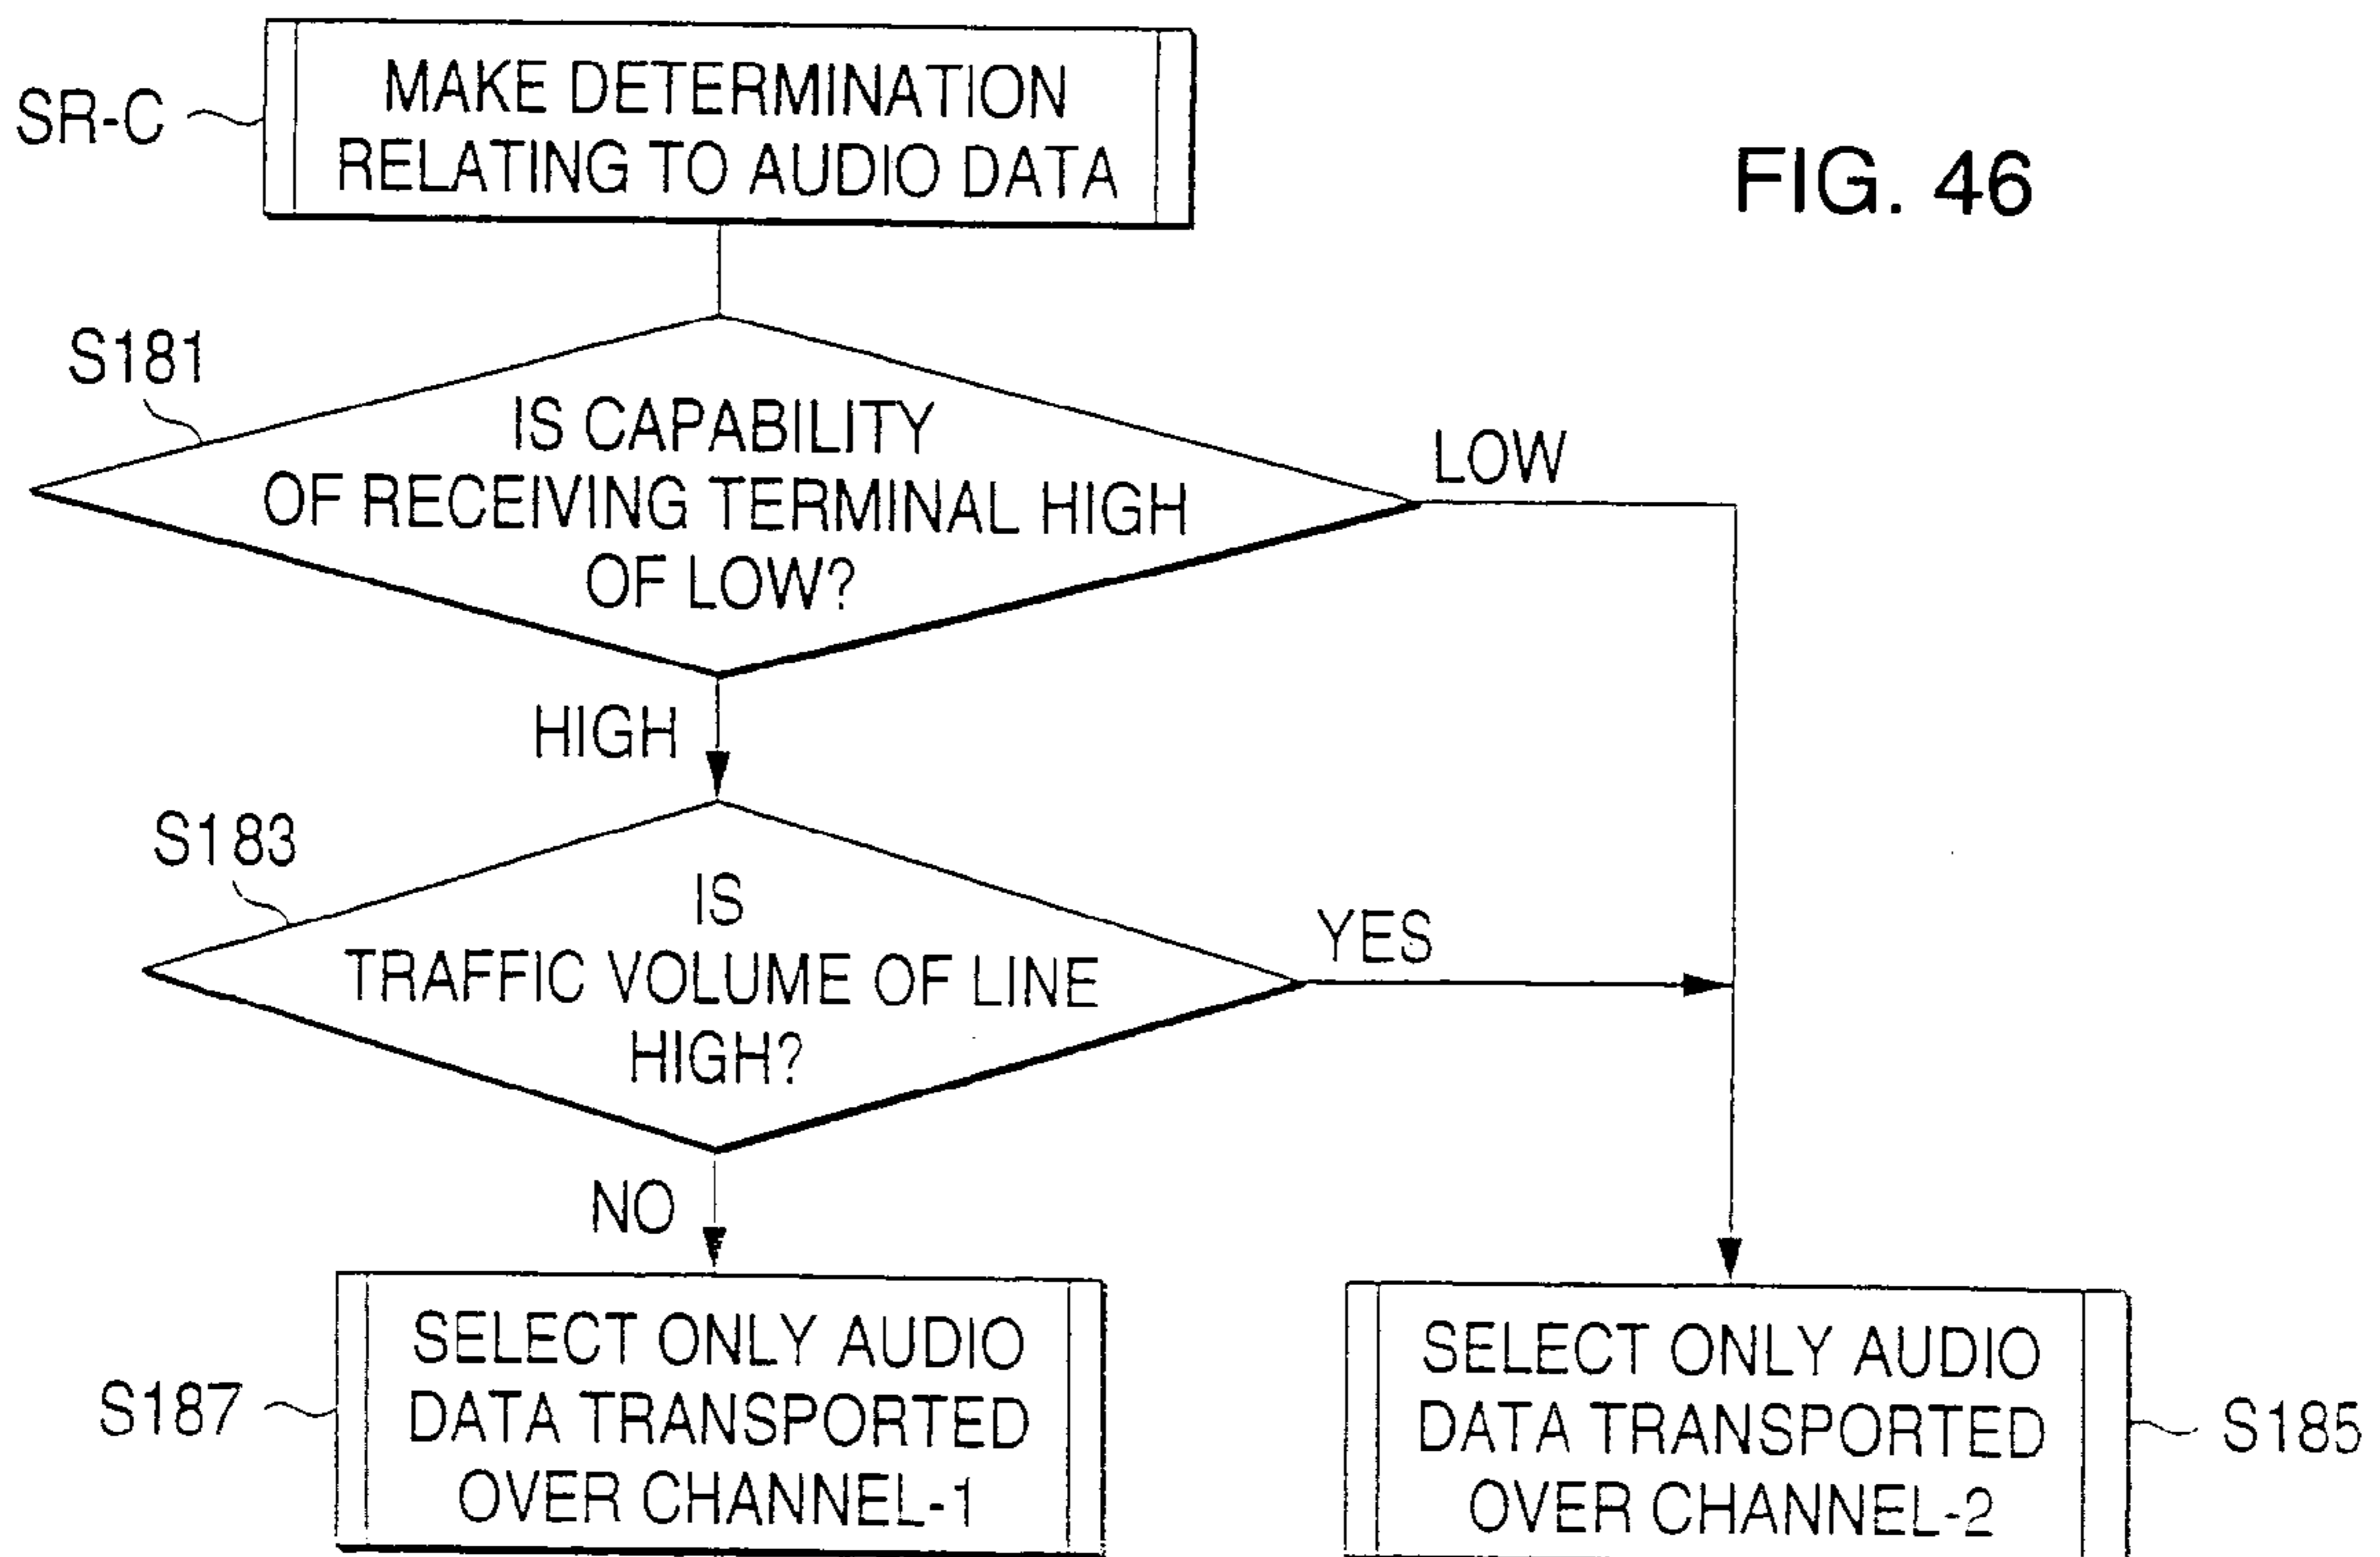 SR-C
MAKE DETERMINATION
RELATING TO AUDIO DATA
FIG. 46
S181
IS CAPABILITY
OF RECEIVING TERMINAL HIGH
OF LOW?
LOW
HIGH
S183
IS
TRAFFIC VOLUME OF LINE
HIGH?
YES
NO
S187
SELECT ONLY AUDIO
DATA TRANSPORTED
OVER CHANNEL-1
SELECT ONLY AUDIO
DATA TRANSPORTED
OVER CHANNEL-2
S185